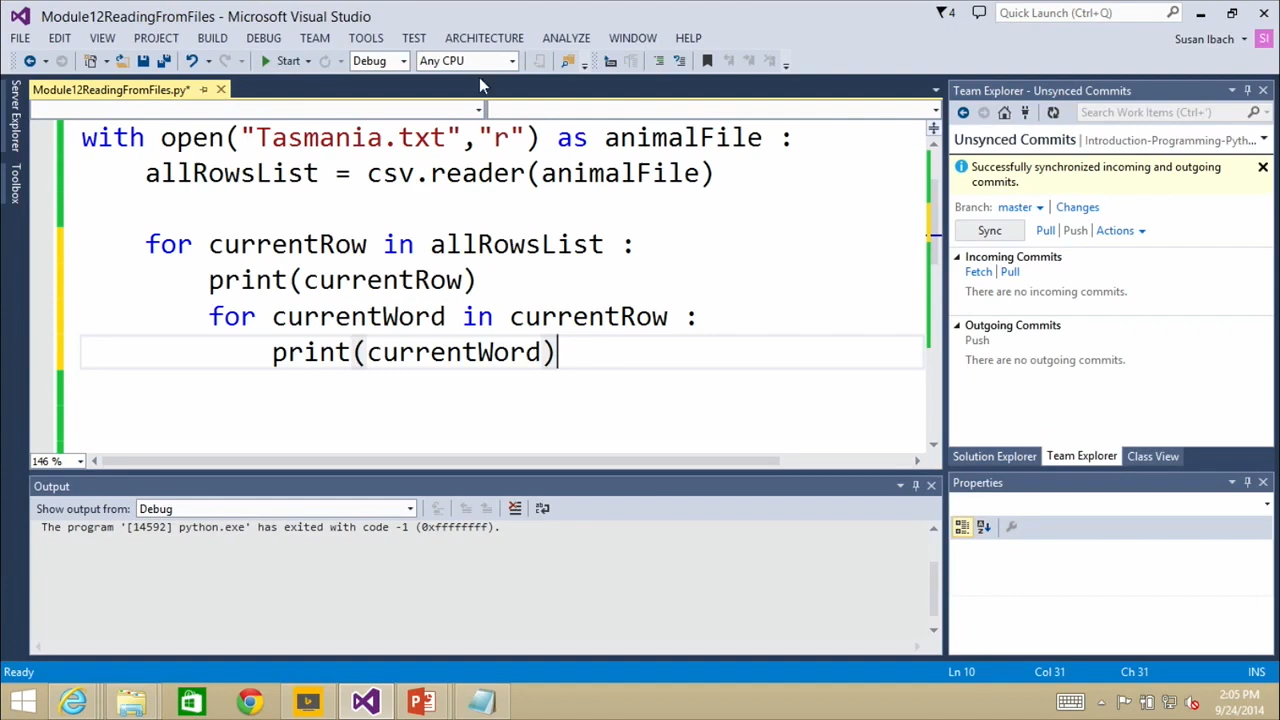 Module12ReadingFromFiles - Microsoft Visual Studio
4
Quick Launch (Ctrl+Q)
FILE EDIT VIEW PROJECT BUILD DEBUG TEAM TOOLS TEST ARCHITECTURE ANALYZE WINDOW HELP
Susan Ibach
SI
Start Debug Any CPU
Server Explorer
Toolbox
Module12ReadingFromFiles.py*
with open("Tasmania.txt","r") as animalFile :
allRowsList = csv.reader(animalFile)
for currentRow in allRowsList :
print(currentRow)
for currentWord in currentRow :
print(currentWord)
146 %
Output
Show output from: Debug
The program '[14592] python.exe' has exited with code -1 (0xffffffff).
Team Explorer - Unsynced Commits
Search Work Items (Ctrl+')
Unsynced Commits | Introduction-Programming-Pyth...
Successfully synchronized incoming and outgoing
commits.
Branch: master | Changes
Sync Pull | Push | Actions
Incoming Commits
Fetch | Pull
There are no incoming commits.
Outgoing Commits
Push
There are no outgoing commits.
Solution Explorer Team Explorer Class View
Properties
Ready
Ln 10 Col 31 Ch 31 INS
2:05 PM
9/24/2014